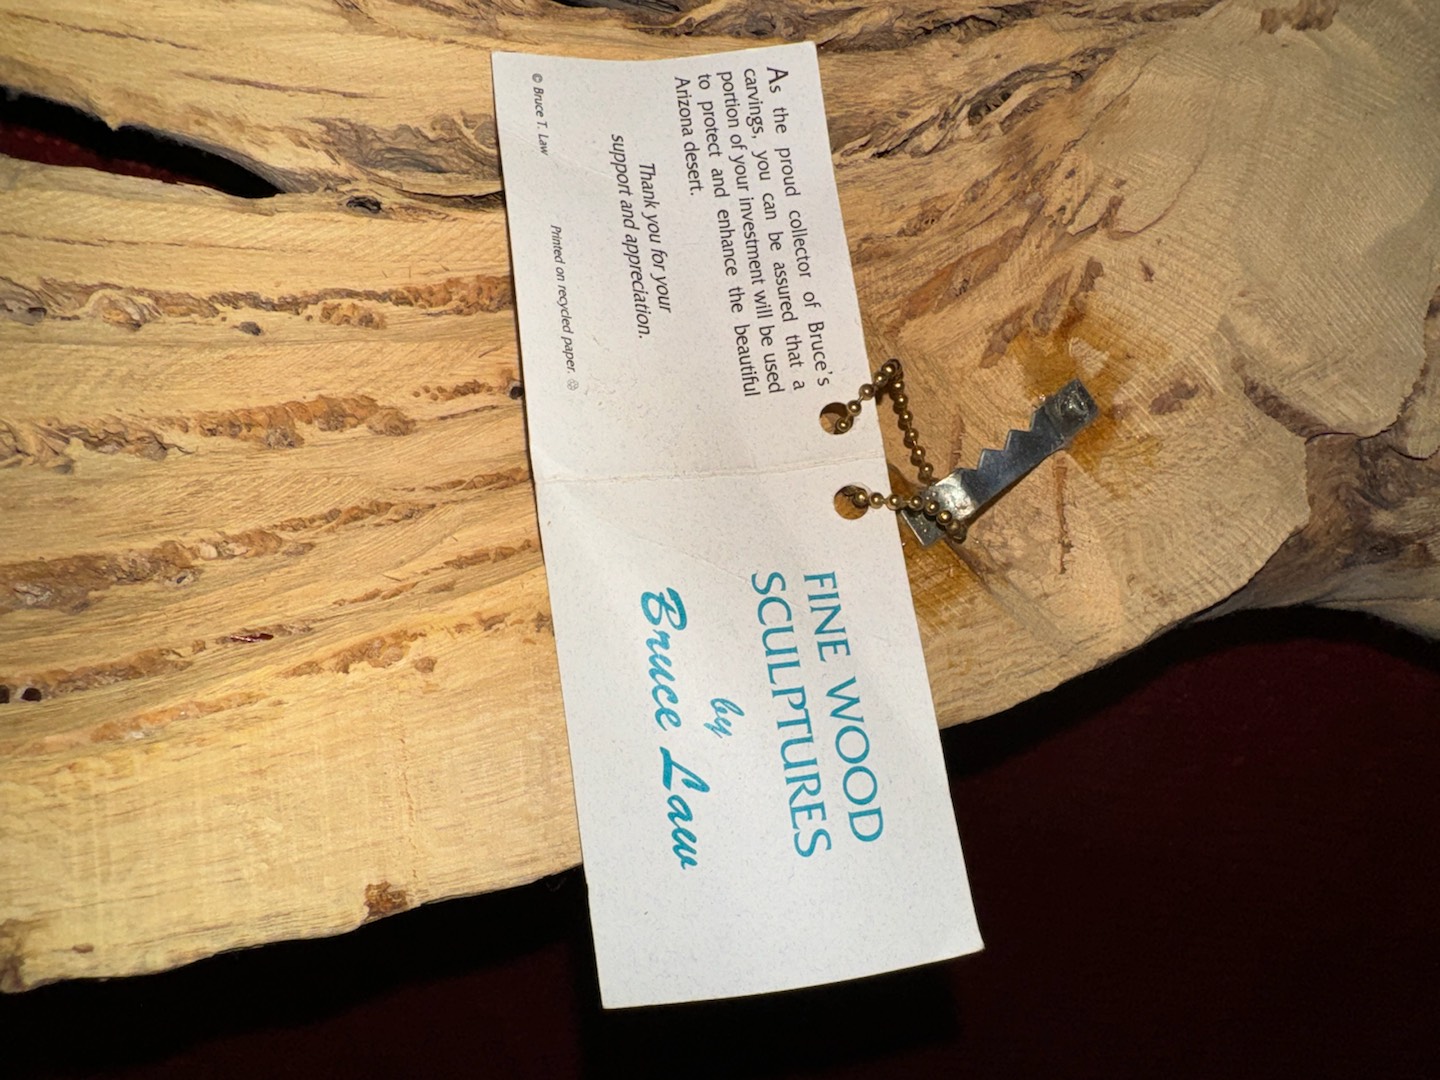 As the proud collector of Bruce's
carvings, you can be assured that a
portion of your investment will be used
to protect and enhance the beautiful
Arizona desert.
Thank you for your
support and appreciation.
© Bruce T. Law
Printed on recycled paper.
FINE WOOD
SCULPTURES
by
Bruce Law